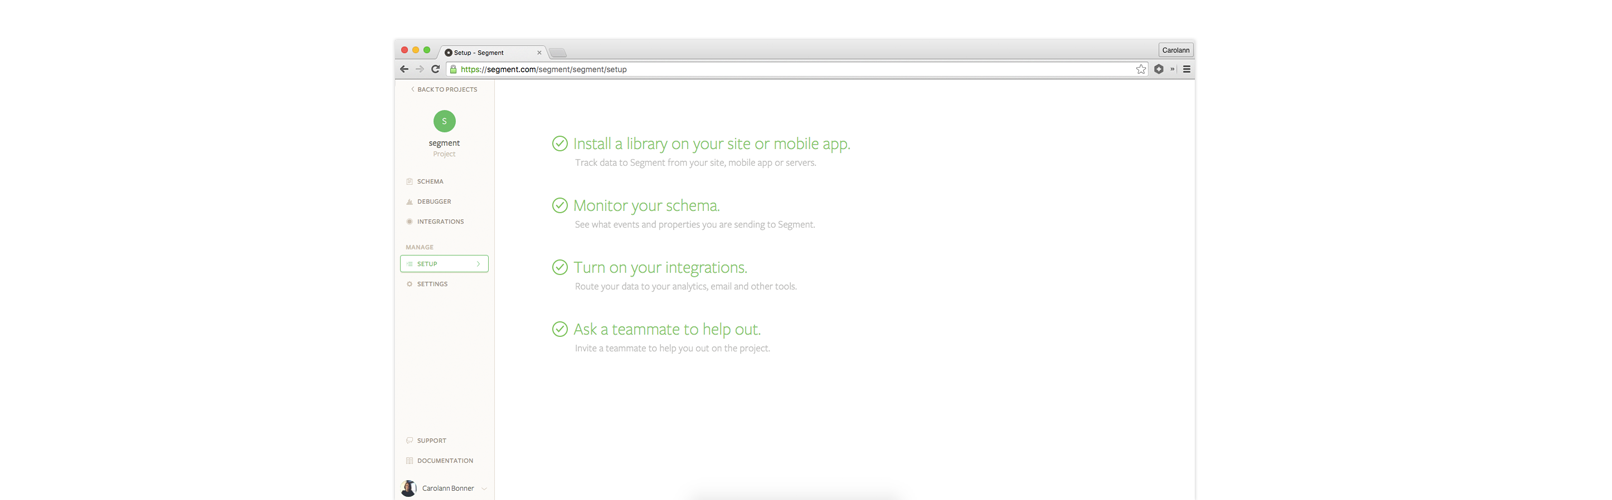 Setup - Segment
Carolann
https://segment.com/segment/segment/setup
BACK TO PROJECTS
S
segment
Project
SCHEMA
DEBUGGER
INTEGRATIONS
MANAGE
SETUP
SETTINGS
SUPPORT
DOCUMENTATION
Carolann Bonner
Install a library on your site or mobile app.
Track data to Segment from your site, mobile app or servers.
Monitor your schema.
See what events and properties you are sending to Segment.
Turn on your integrations.
Route your data to your analytics, email and other tools.
Ask a teammate to help out.
Invite a teammate to help you out on the project.